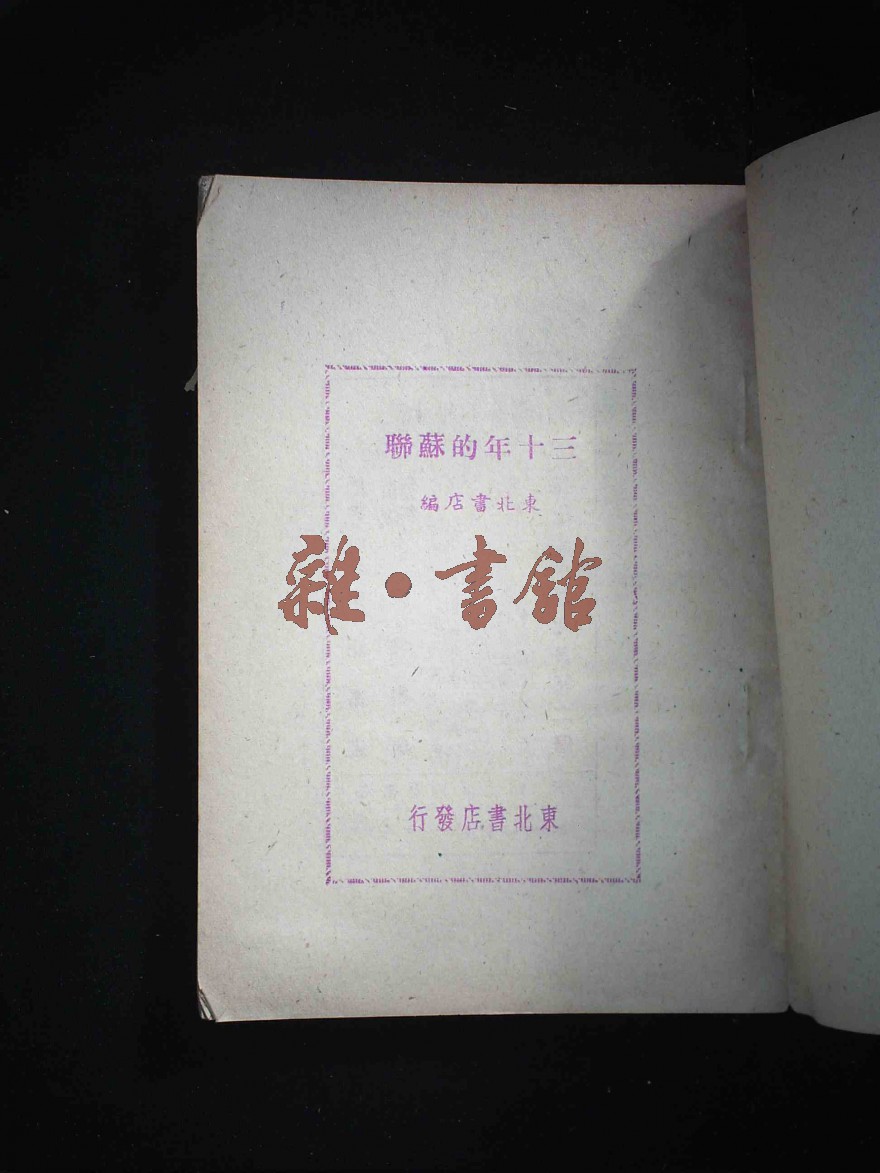 三十年的蘇聯
東北書店編
雜•書館
東北書店發行